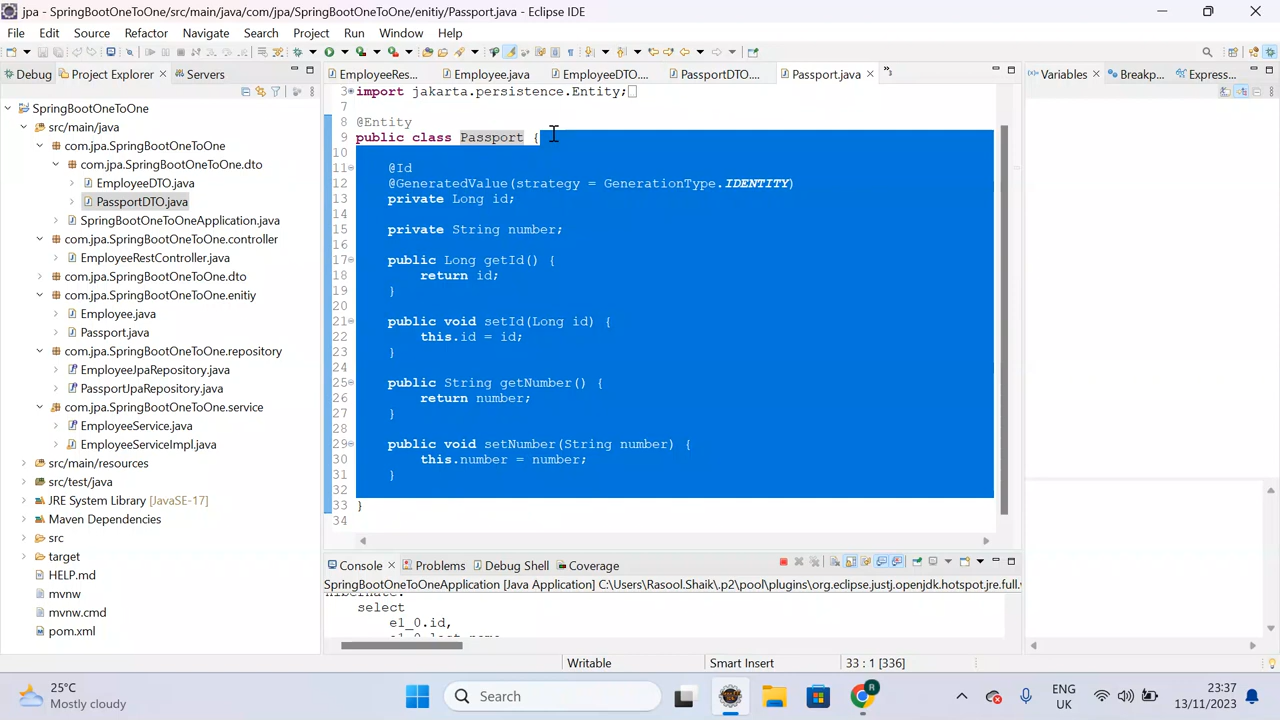 jpa - SpringBootOneToOne/src/main/java/com/jpa/SpringBootOneToOne/enitiy/Passport.java - Eclipse IDE
File Edit Source Refactor Navigate Search Project Run Window Help
Debug Project Explorer Servers
SpringBootOneToOne
src/main/java
com.jpa.SpringBootOneToOne
com.jpa.SpringBootOneToOne.dto
EmployeeDTO.java
PassportDTO.java
SpringBootOneToOneApplication.java
com.jpa.SpringBootOneToOne.controller
EmployeeRestController.java
com.jpa.SpringBootOneToOne.dto
com.jpa.SpringBootOneToOne.enitiy
Employee.java
Passport.java
com.jpa.SpringBootOneToOne.repository
EmployeeJpaRepository.java
PassportJpaRepository.java
com.jpa.SpringBootOneToOne.service
EmployeeService.java
EmployeeServiceImpl.java
src/main/resources
src/test/java
JRE System Library [JavaSE-17]
Maven Dependencies
src
target
HELP.md
mvnw
mvnw.cmd
pom.xml
EmployeeRes... Employee.java EmployeeDTO.... PassportDTO.... Passport.java
3 import jakarta.persistence.Entity;
7
8 @Entity
9 public class Passport {
10
11 @Id
12 @GeneratedValue(strategy = GenerationType.IDENTITY)
13 private Long id;
14
15 private String number;
16
17 public Long getId() {
18 return id;
19 }
20
21 public void setId(Long id) {
22 this.id = id;
23 }
24
25 public String getNumber() {
26 return number;
27 }
28
29 public void setNumber(String number) {
30 this.number = number;
31 }
32
33 }
34
Console Problems Debug Shell Coverage
SpringBootOneToOneApplication [Java Application] C:\Users\Rasool.Shaik\.p2\pool\plugins\org.eclipse.justj.openjdk.hotspot.jre.full.
Hibernate:
select
e1_0.id,
e1_0.last_name
Variables Breakp... Express...
Writable Smart Insert 33 : 1 [336]
25°C
Mostly cloudy
Search
R
ENG
UK
23:37
13/11/2023